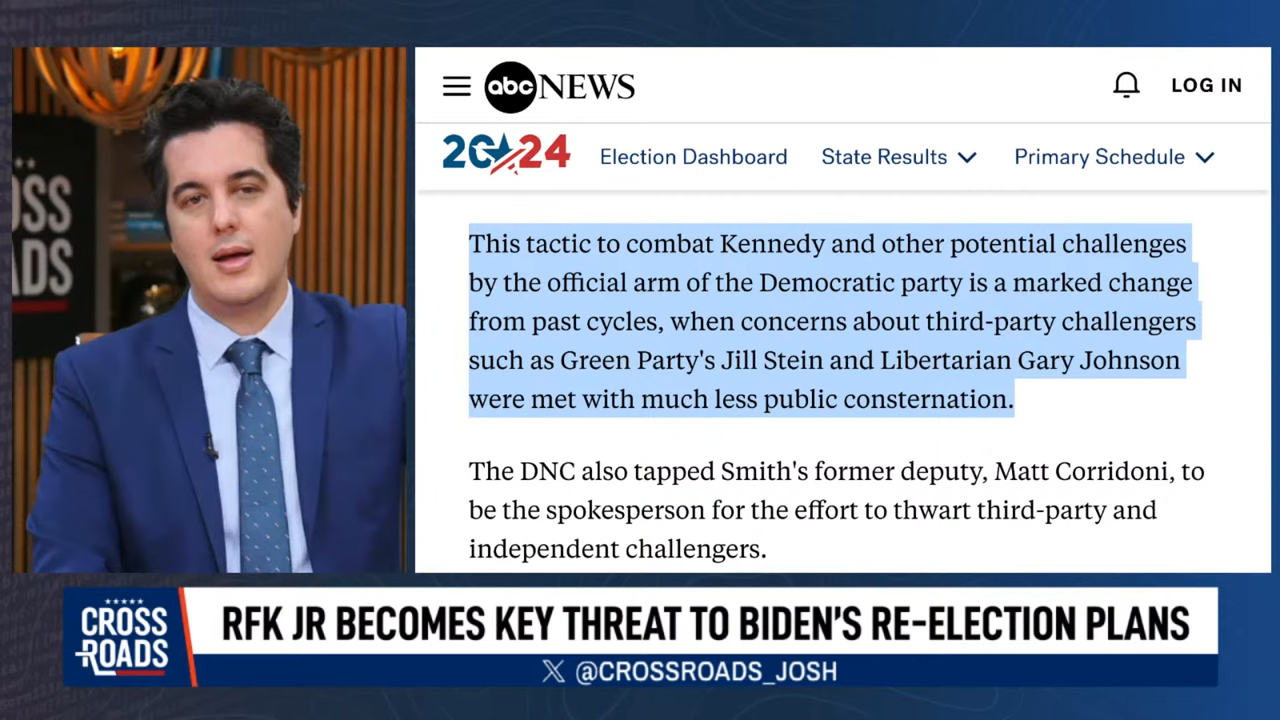 OSS
ADS
abc NEWS
LOG IN
2024
Election Dashboard
State Results
Primary Schedule
This tactic to combat Kennedy and other potential challenges
by the official arm of the Democratic party is a marked change
from past cycles, when concerns about third-party challengers
such as Green Party's Jill Stein and Libertarian Gary Johnson
were met with much less public consternation.
The DNC also tapped Smith's former deputy, Matt Corridoni, to
be the spokesperson for the effort to thwart third-party and
independent challengers.
CROSS
ROADS
RFK JR BECOMES KEY THREAT TO BIDEN'S RE-ELECTION PLANS
X @CROSSROADS_JOSH